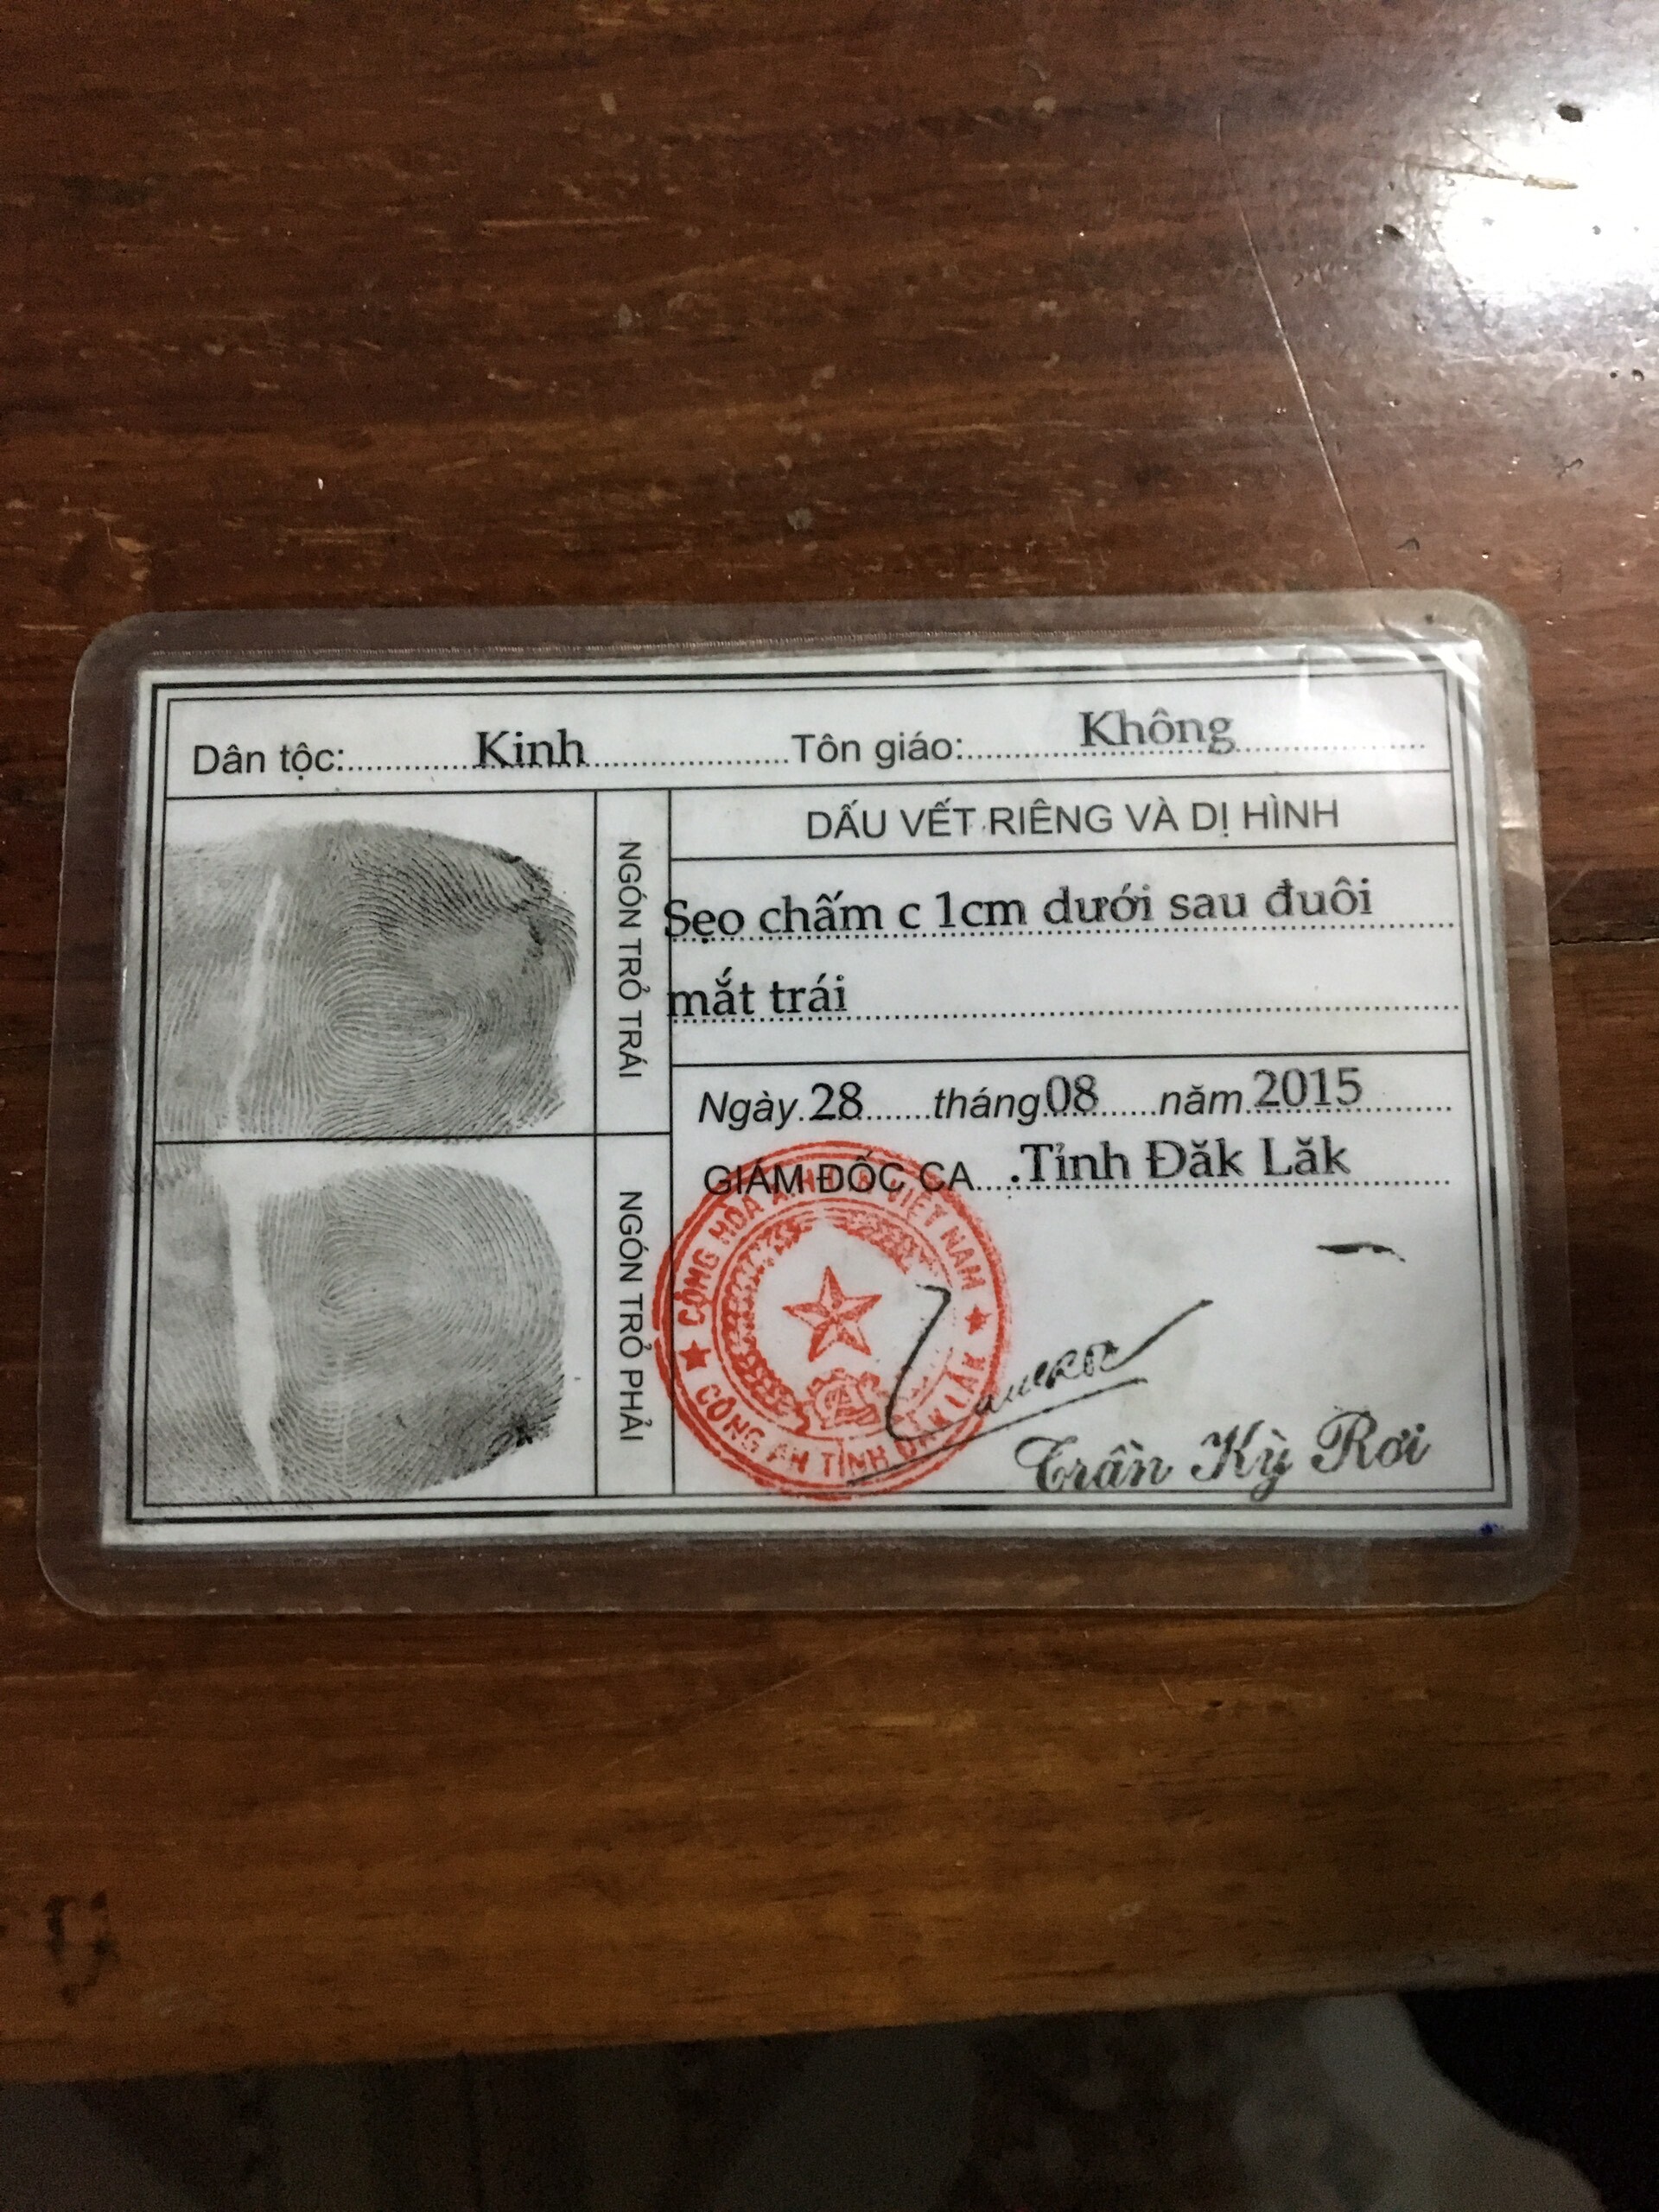 Dân tộc: Kinh Tôn giáo: Không
DẤU VẾT RIÊNG VÀ DỊ HÌNH
NGÓN TRỎ TRÁI
Sẹo chấm c 1cm dưới sau đuôi
mắt trái
Ngày 28 tháng 08 năm 2015
GIÁM ĐỐC CA Tỉnh Đăk Lăk
NGÓN TRỎ PHẢI
CỘNG HÒA VIỆT NAM
CÔNG AN TỈNH ĐĂK LĂK
Trần Kỳ Rơi